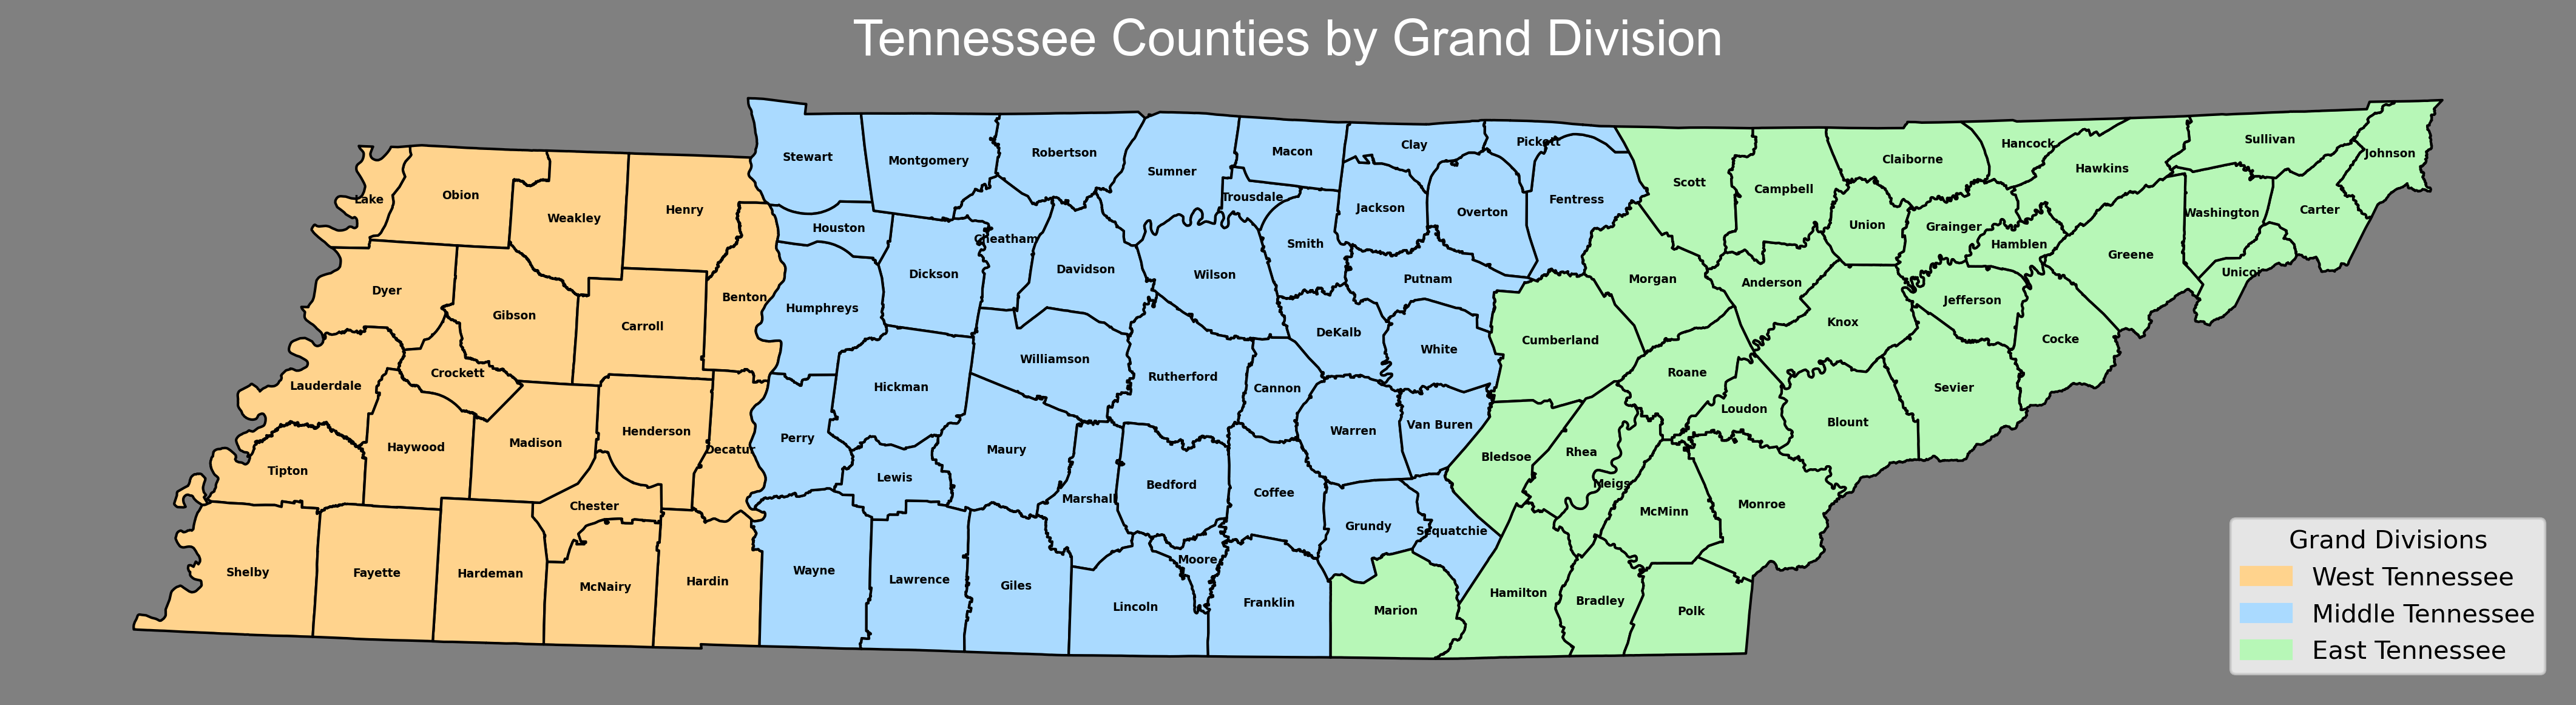 Tennessee Counties by Grand Division
Stewart
Montgomery
Robertson
Sumner
Macon
Clay
Pickett
Trousdale
Jackson
Overton
Fentress
Scott
Campbell
Claiborne
Hancock
Hawkins
Sullivan
Johnson
Lake
Obion
Weakley
Henry
Houston
Cheatham
Smith
Union
Grainger
Hamblen
Greene
Washington
Carter
Unicoi
Dyer
Gibson
Carroll
Benton
Humphreys
Dickson
Davidson
Wilson
Putnam
DeKalb
White
Cumberland
Morgan
Anderson
Knox
Jefferson
Cocke
Lauderdale
Crockett
Hickman
Williamson
Rutherford
Cannon
Roane
Loudon
Blount
Sevier
Tipton
Haywood
Madison
Henderson
Decatur
Perry
Lewis
Maury
Marshall
Bedford
Coffee
Warren
Van Buren
Bledsoe
Rhea
Meigs
McMinn
Monroe
Shelby
Fayette
Hardeman
Chester
McNairy
Hardin
Wayne
Lawrence
Giles
Lincoln
Moore
Franklin
Grundy
Sequatchie
Marion
Hamilton
Bradley
Polk
Grand Divisions
West Tennessee
Middle Tennessee
East Tennessee